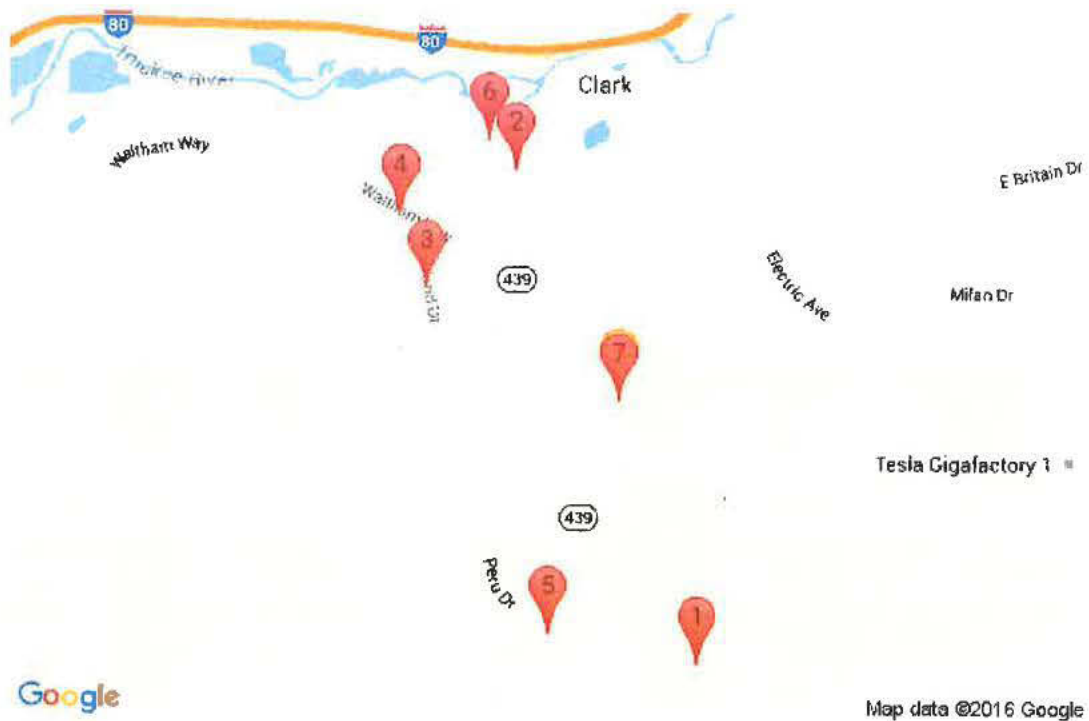 80
80
Truckee River
6
Clark
2
Waltham Way
4
E Britain Dr
3
439
Electric Ave
Milan Dr
7
Tesla Gigafactory 1
439
Peru Dr
5
1
Google
Map data ©2016 Google